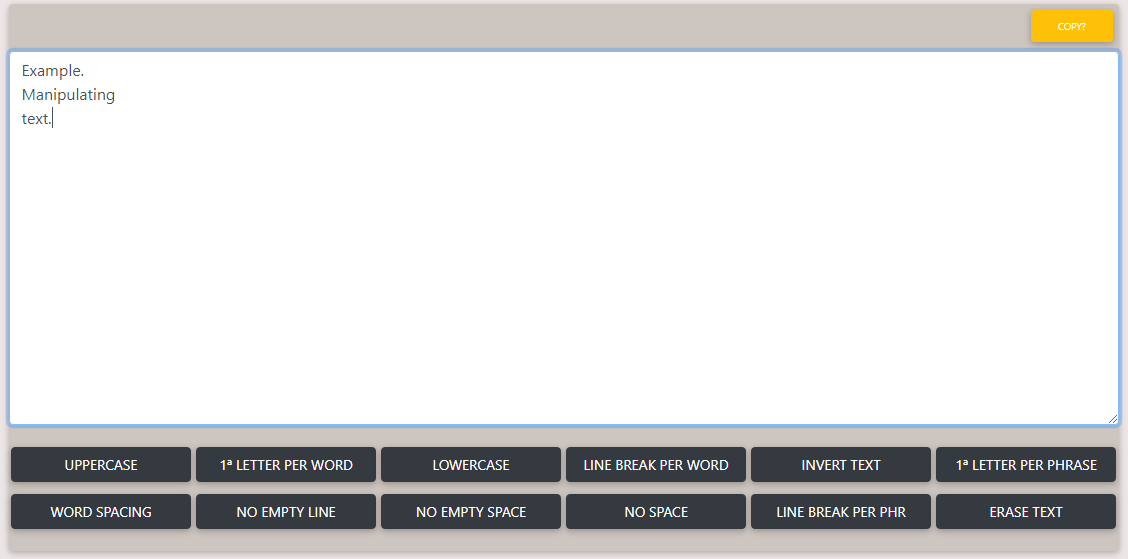 COPY?
Example.
Manipulating
text.
UPPERCASE
1ª LETTER PER WORD
LOWERCASE
LINE BREAK PER WORD
INVERT TEXT
1ª LETTER PER PHRASE
WORD SPACING
NO EMPTY LINE
NO EMPTY SPACE
NO SPACE
LINE BREAK PER PHR
ERASE TEXT